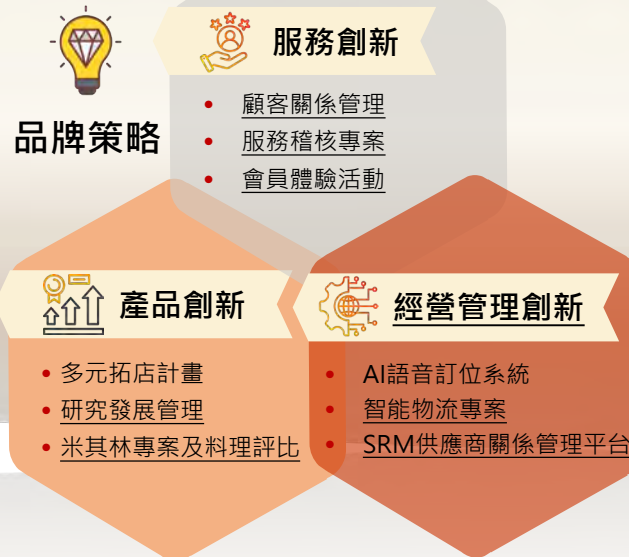 服務創新
品牌策略
• 顧客關係管理
• 服務稽核專案
• 會員體驗活動
產品創新
• 多元拓店計畫
• 研究發展管理
• 米其林專案及料理評比
經營管理創新
• AI語音訂位系統
• 智能物流專案
• SRM供應商關係管理平台